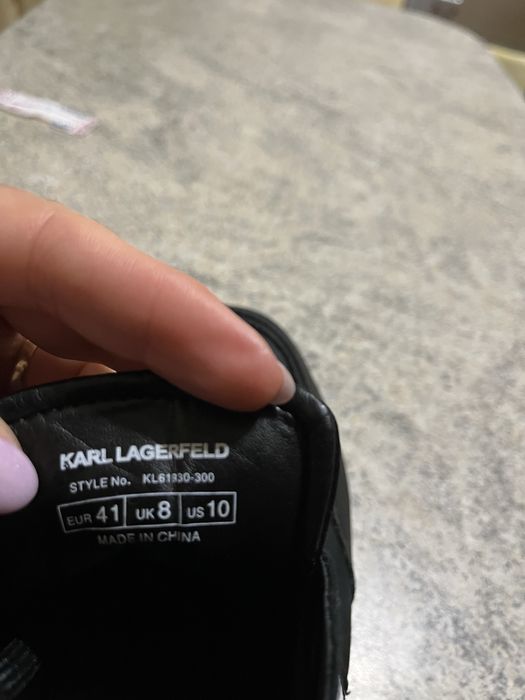 KARL LAGERFELD
STYLE No. KL61930-300
EUR 41 UK 8 US 10
MADE IN CHINA